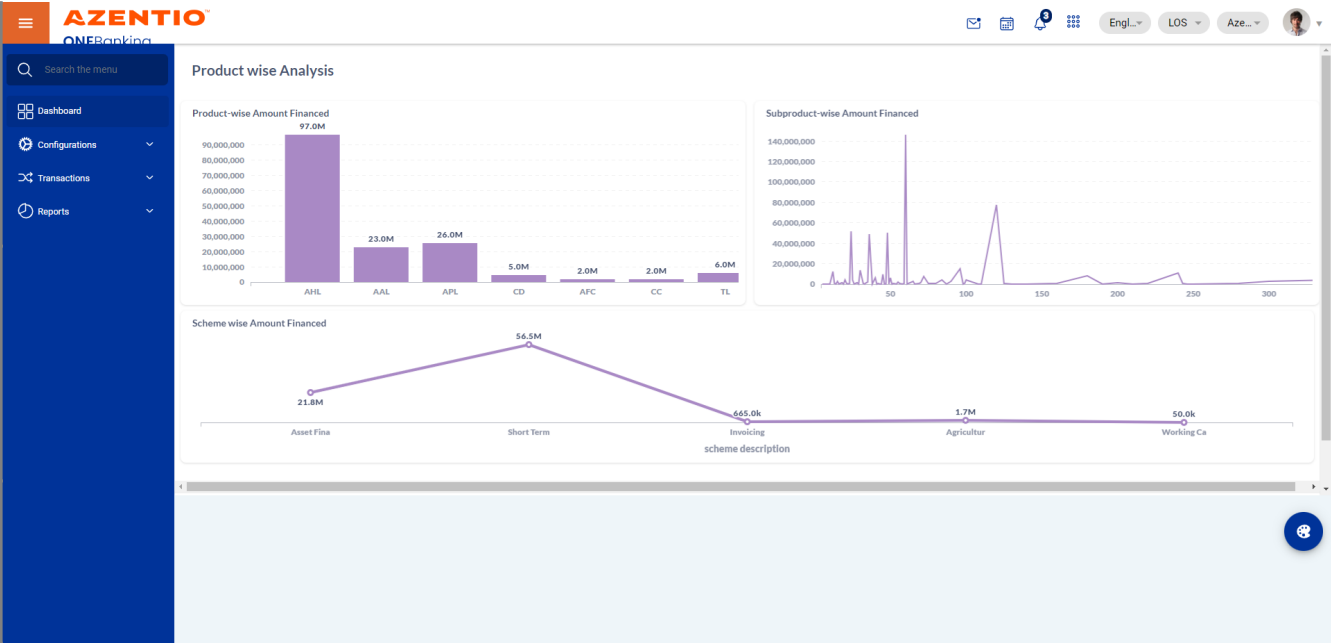 AZENTIO™
ONEBanking
3
Engl...
LOS
Aze...
Search the menu
Dashboard
Configurations
Transactions
Reports
Product wise Analysis
Product-wise Amount Financed
97.0M
90,000,000
80,000,000
70,000,000
60,000,000
50,000,000
40,000,000
30,000,000
20,000,000
10,000,000
0
23.0M
26.0M
5.0M
2.0M
2.0M
6.0M
AHL AAL APL CD AFC CC TL
Subproduct-wise Amount Financed
140,000,000
120,000,000
100,000,000
80,000,000
60,000,000
40,000,000
20,000,000
0
50 100 150 200 250 300
Scheme wise Amount Financed
21.8M
56.5M
665.0k
1.7M
50.0k
Asset Fina Short Term Invoicing Agricultur Working Ca
scheme description